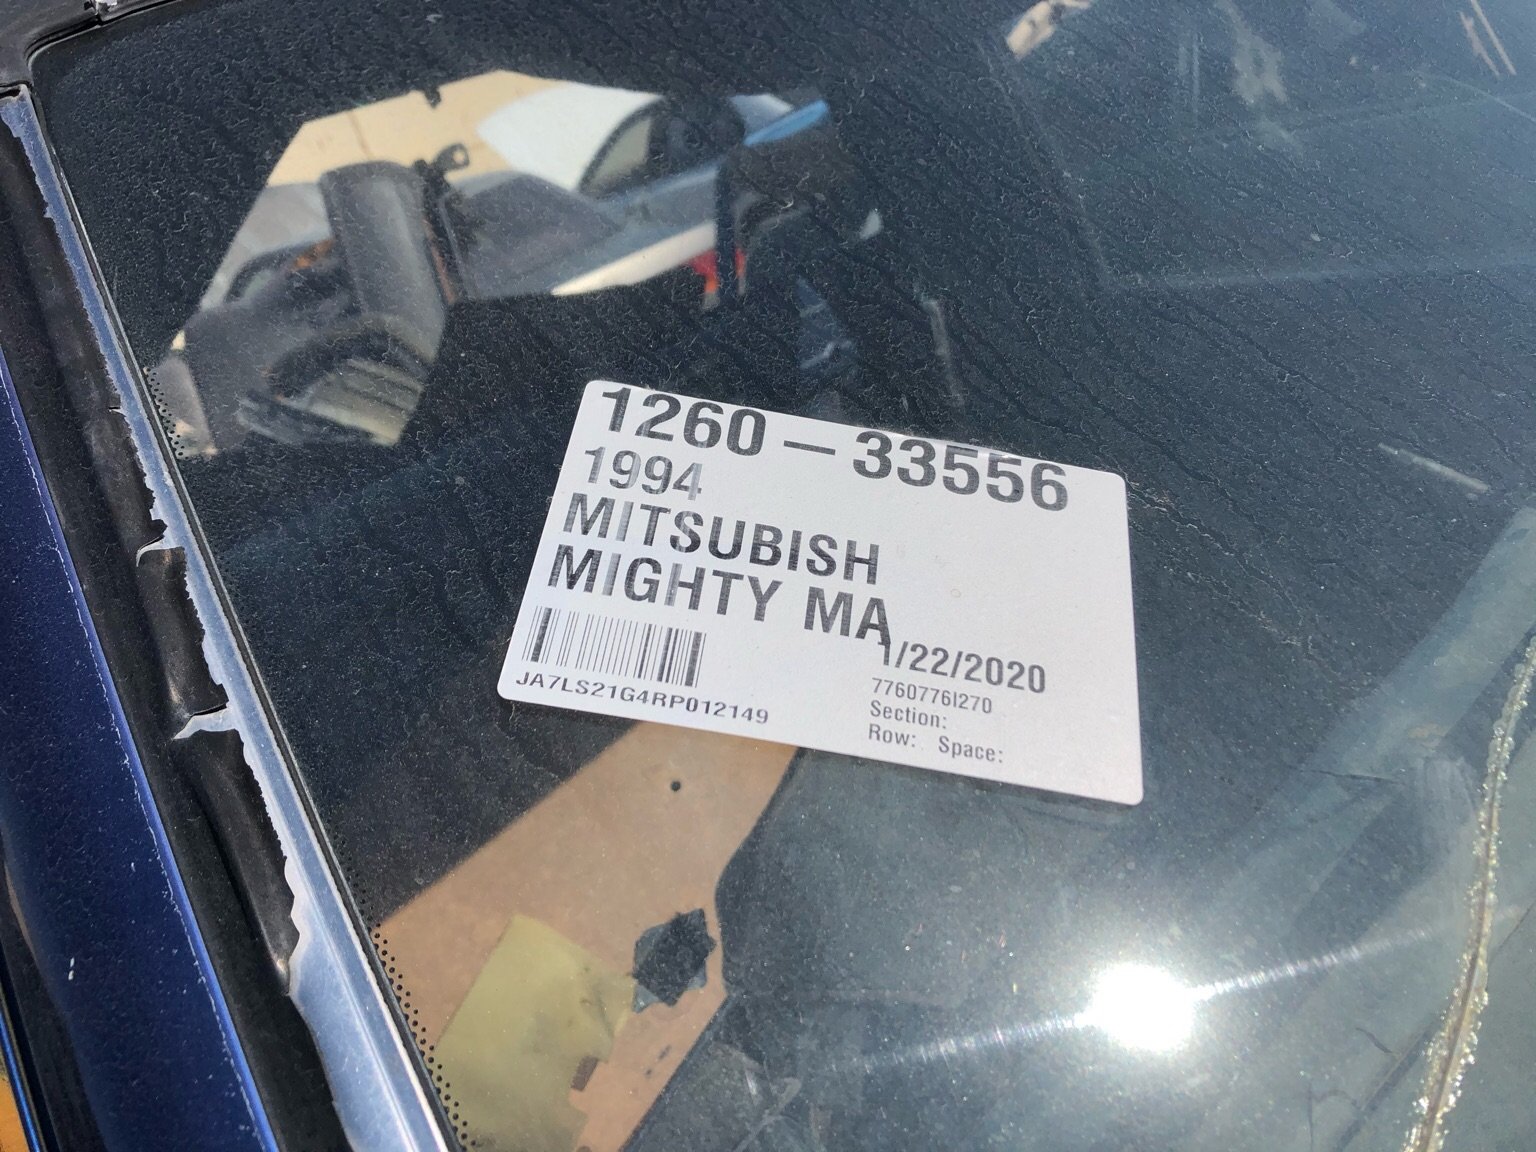 1260 – 33556
1994
MITSUBISH
MIGHTY MA
1/22/2020
JA7LS21G4RP012149
7760776I270
Section:
Row: Space: